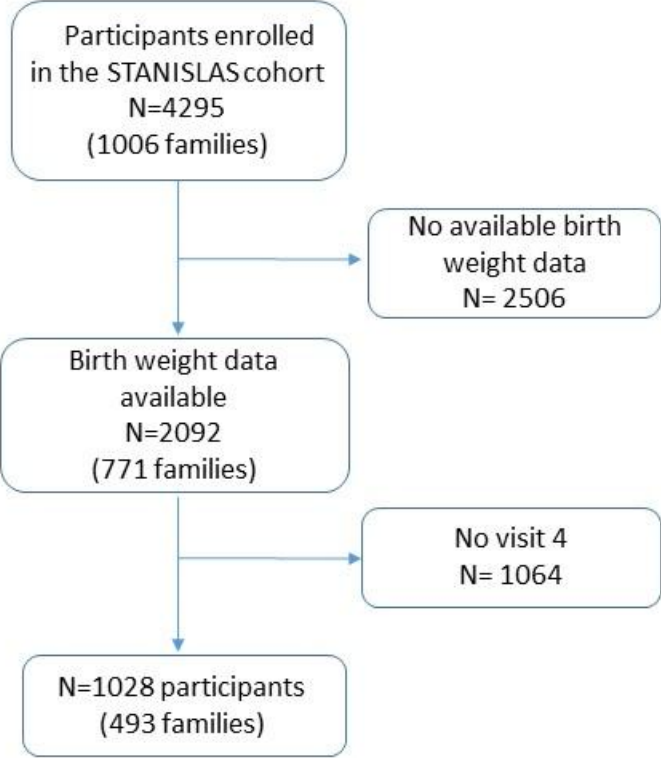 Participants enrolled
in the STANISLAS cohort
N=4295
(1006 families)
No available birth
weight data
N= 2506
Birth weight data
available
N=2092
(771 families)
No visit 4
N= 1064
N=1028 participants
(493 families)